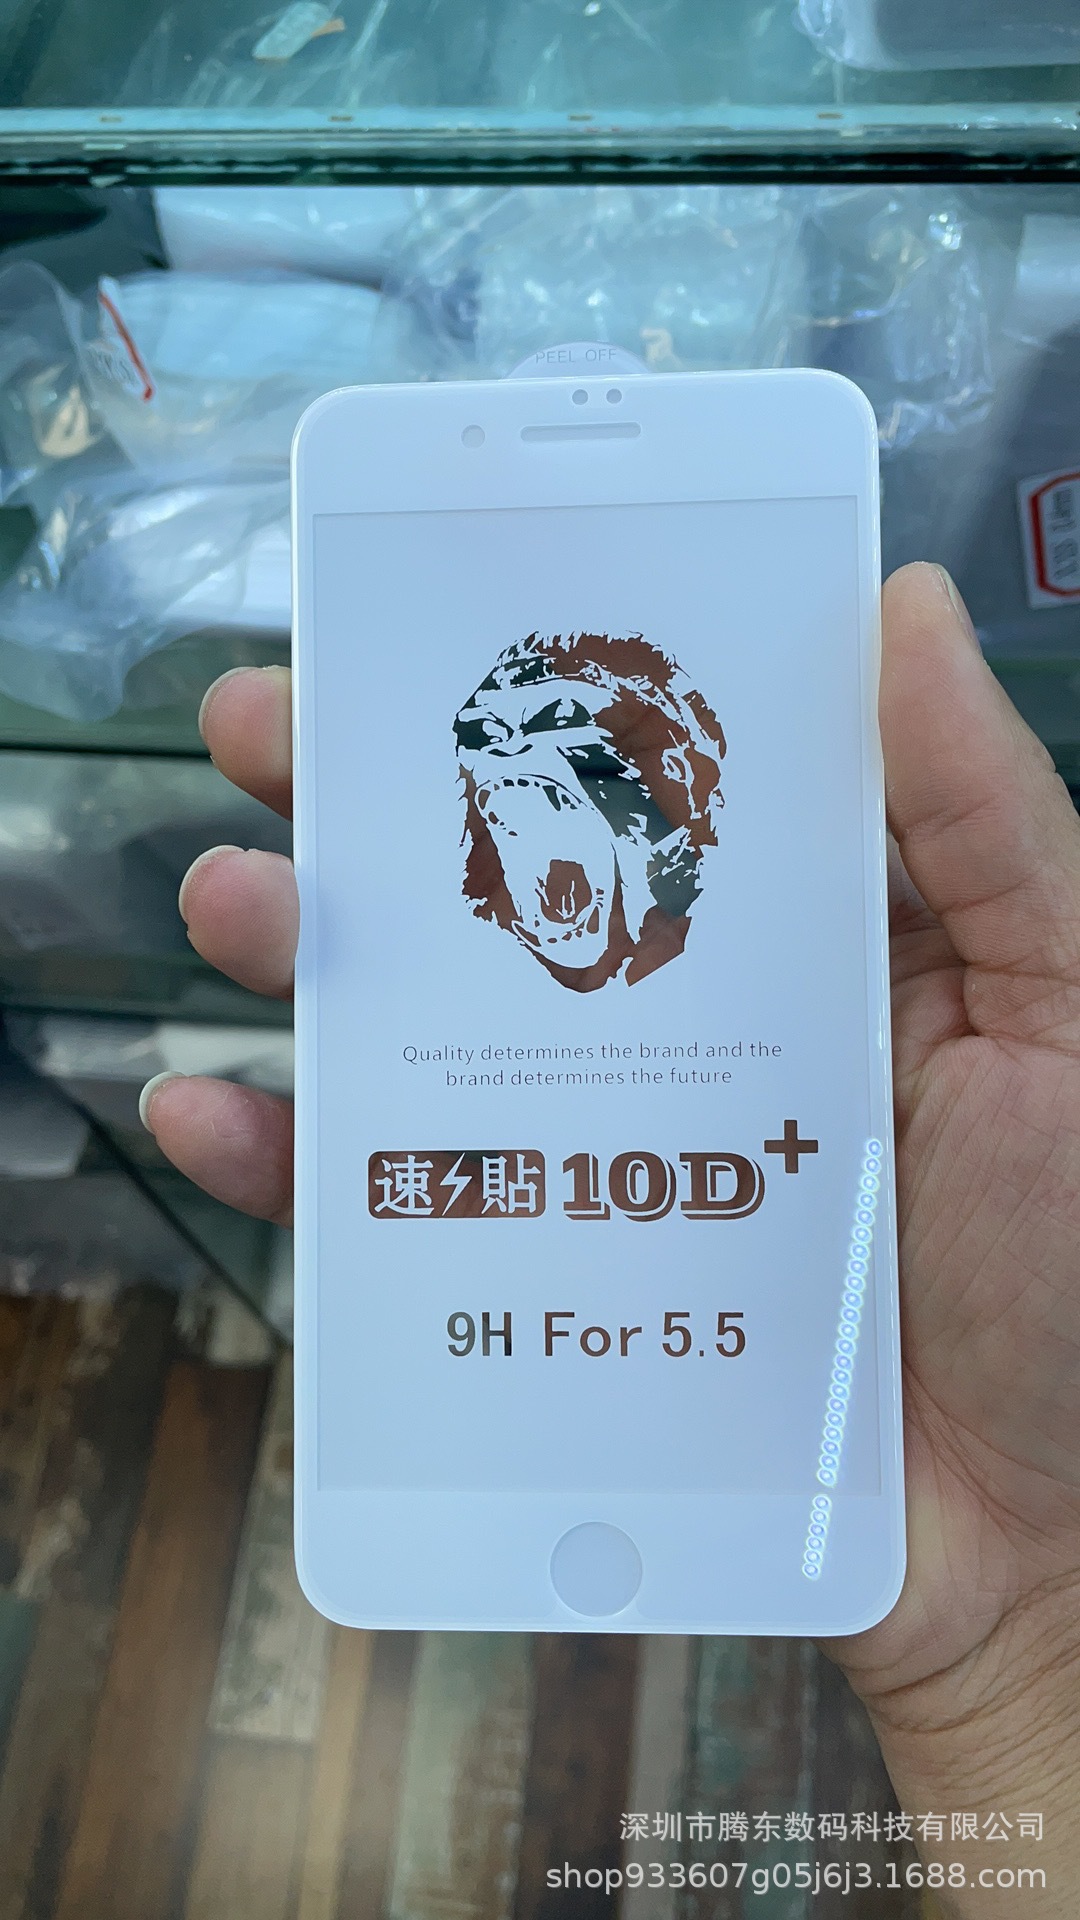 PEEL OFF
Quality determines the brand and the
brand determines the future
速貼 10D+
9H For 5.5
深圳市腾东数码科技有限公司
shop933607g05j6j3.1688.com